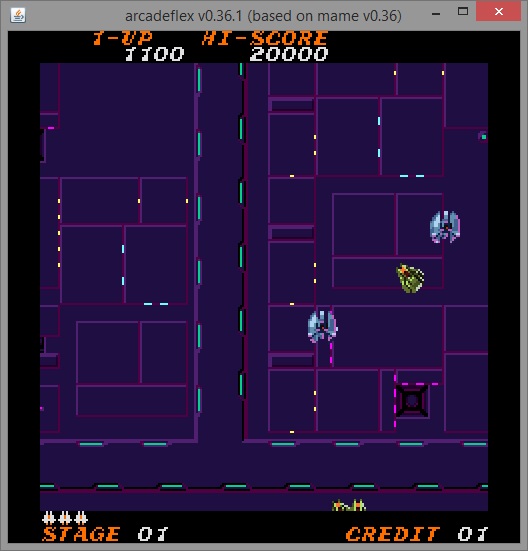 arcadeflex v0.36.1 (based on mame v0.36)
1-UP HI-SCORE
1100 20000
STAGE 01 CREDIT 01